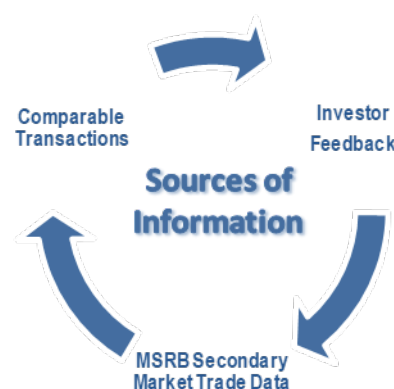 Comparable
Transactions
Investor
Feedback
Sources of
Information
MSRB Secondary
Market Trade Data